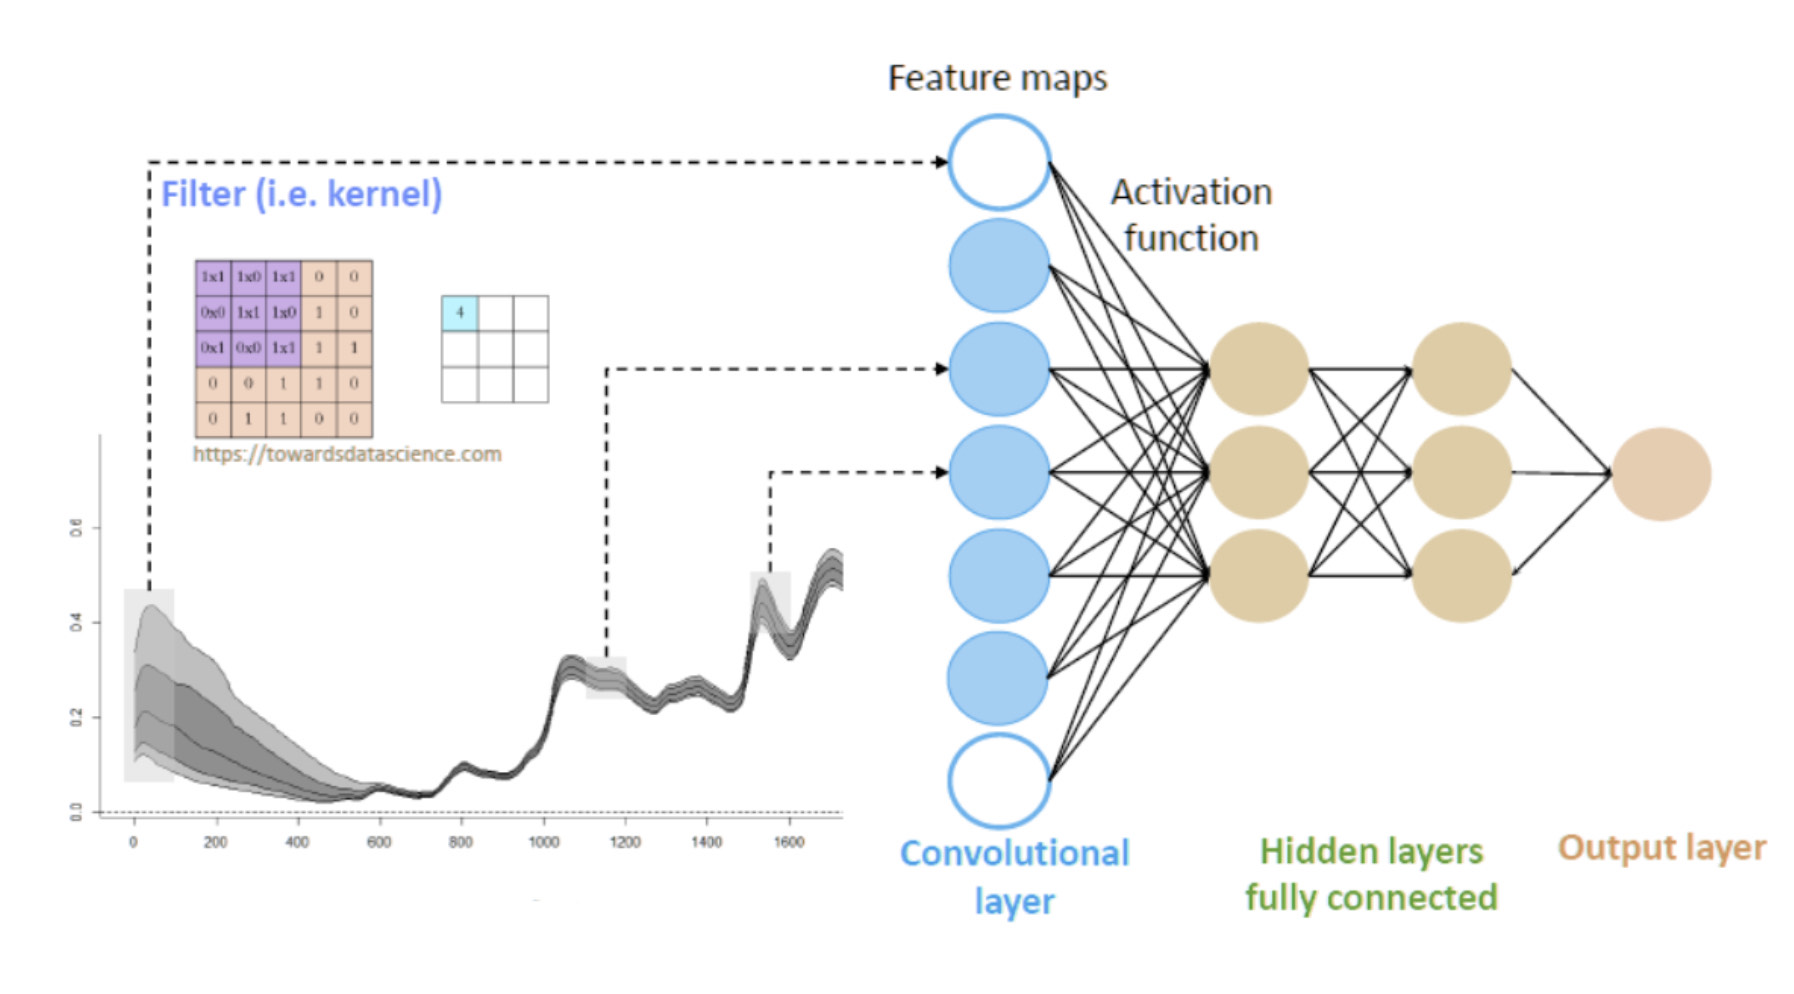 Feature maps
Filter (i.e. kernel)
Activation
function
1x1 1x0 1x1 0 0
0x0 1x1 1x0 1 0
0x1 0x0 1x1 1 1
0 0 1 1 0
0 1 1 0 0
4
https://towardsdatascience.com
0.6
0.4
0.2
0.0
0 200 400 600 800 1000 1200 1400 1600
Convolutional
layer
Hidden layers
fully connected
Output layer